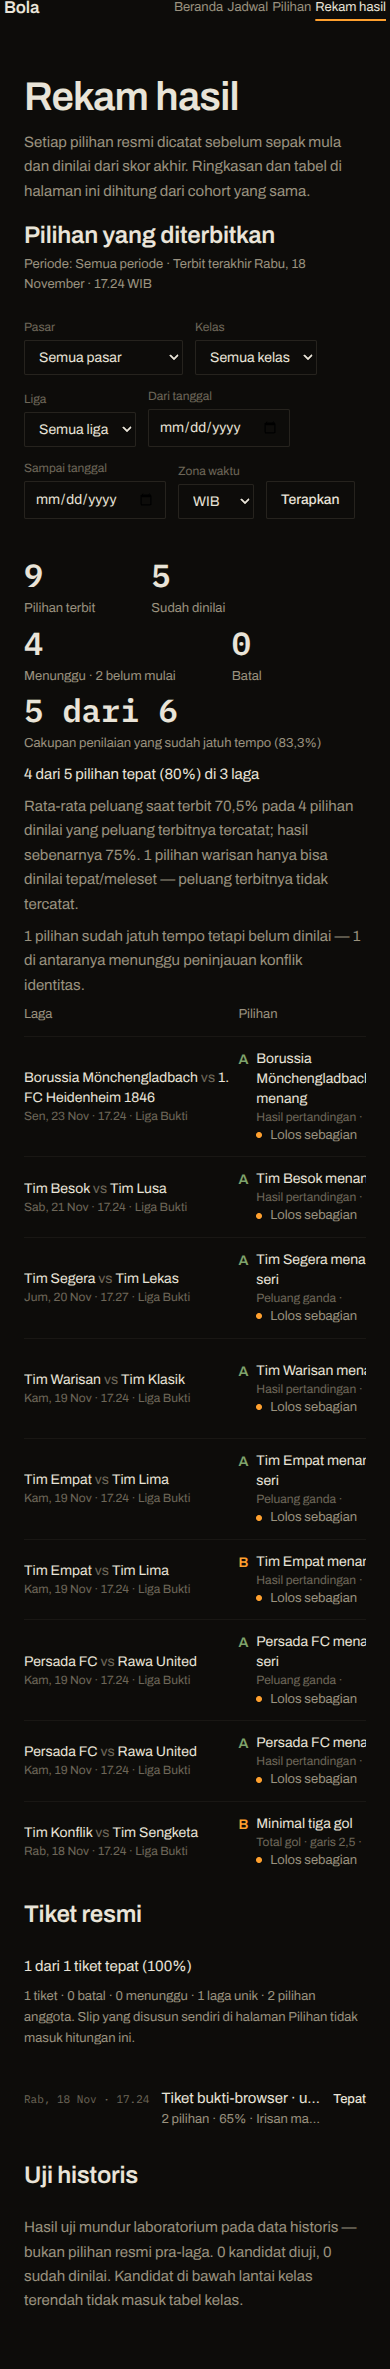 Bola
Beranda Jadwal Pilihan Rekam hasil
Rekam hasil
Setiap pilihan resmi dicatat sebelum sepak mula
dan dinilai dari skor akhir. Ringkasan dan tabel di
halaman ini dihitung dari cohort yang sama.
Pilihan yang diterbitkan
Periode: Semua periode · Terbit terakhir Rabu, 18
November · 17.24 WIB
Pasar
Kelas
Semua pasar
Semua kelas
Liga
Dari tanggal
Semua liga
mm/dd/yyyy
Sampai tanggal
Zona waktu
mm/dd/yyyy
WIB
Terapkan
9
5
Pilihan terbit
Sudah dinilai
4
0
Menunggu · 2 belum mulai
Batal
5 dari 6
Cakupan penilaian yang sudah jatuh tempo (83,3%)
4 dari 5 pilihan tepat (80%) di 3 laga
Rata-rata peluang saat terbit 70,5% pada 4 pilihan
dinilai yang peluang terbitnya tercatat; hasil
sebenarnya 75%. 1 pilihan warisan hanya bisa
dinilai tepat/meleset — peluang terbitnya tidak
tercatat.
1 pilihan sudah jatuh tempo tetapi belum dinilai — 1
di antaranya menunggu peninjauan konflik
identitas.
Laga
Pilihan
Borussia Mönchengladbach vs 1.
FC Heidenheim 1846
Sen, 23 Nov · 17.24 · Liga Bukti
A Borussia
Mönchengladbach
menang
Hasil pertandingan ·
Lolos sebagian
Tim Besok vs Tim Lusa
Sab, 21 Nov · 17.24 · Liga Bukti
A Tim Besok menan
Hasil pertandingan ·
Lolos sebagian
Tim Segera vs Tim Lekas
Jum, 20 Nov · 17.27 · Liga Bukti
A Tim Segera mena
seri
Peluang ganda ·
Lolos sebagian
Tim Warisan vs Tim Klasik
Kam, 19 Nov · 17.24 · Liga Bukti
A Tim Warisan mena
Hasil pertandingan ·
Lolos sebagian
Tim Empat vs Tim Lima
Kam, 19 Nov · 17.24 · Liga Bukti
A Tim Empat menan
seri
Peluang ganda ·
Lolos sebagian
Tim Empat vs Tim Lima
Kam, 19 Nov · 17.24 · Liga Bukti
B Tim Empat menan
Hasil pertandingan ·
Lolos sebagian
Persada FC vs Rawa United
Kam, 19 Nov · 17.24 · Liga Bukti
A Persada FC mena
seri
Peluang ganda ·
Lolos sebagian
Persada FC vs Rawa United
Kam, 19 Nov · 17.24 · Liga Bukti
A Persada FC mena
Hasil pertandingan ·
Lolos sebagian
Tim Konflik vs Tim Sengketa
Rab, 18 Nov · 17.24 · Liga Bukti
B Minimal tiga gol
Total gol · garis 2,5 ·
Lolos sebagian
Tiket resmi
1 dari 1 tiket tepat (100%)
1 tiket · 0 batal · 0 menunggu · 1 laga unik · 2 pilihan
anggota. Slip yang disusun sendiri di halaman Pilihan tidak
masuk hitungan ini.
Rab, 18 Nov · 17.24
Tiket bukti-browser · u...
Tepat
2 pilihan · 65% · Irisan ma...
Uji historis
Hasil uji mundur laboratorium pada data historis —
bukan pilihan resmi pra-laga. 0 kandidat diuji, 0
sudah dinilai. Kandidat di bawah lantai kelas
terendah tidak masuk tabel kelas.